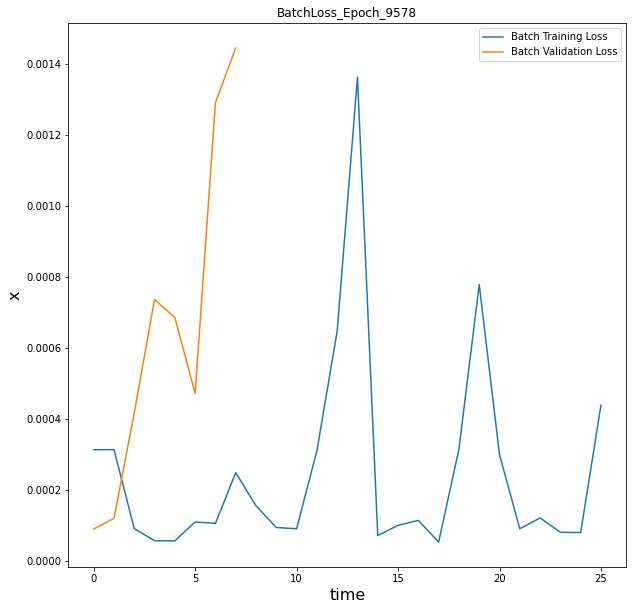 BatchLoss_Epoch_9578
Batch Training Loss
Batch Validation Loss
0.0014
0.0012
0.0010
0.0008
0.0006
0.0004
0.0002
0.0000
x
0 5 10 15 20 25
time